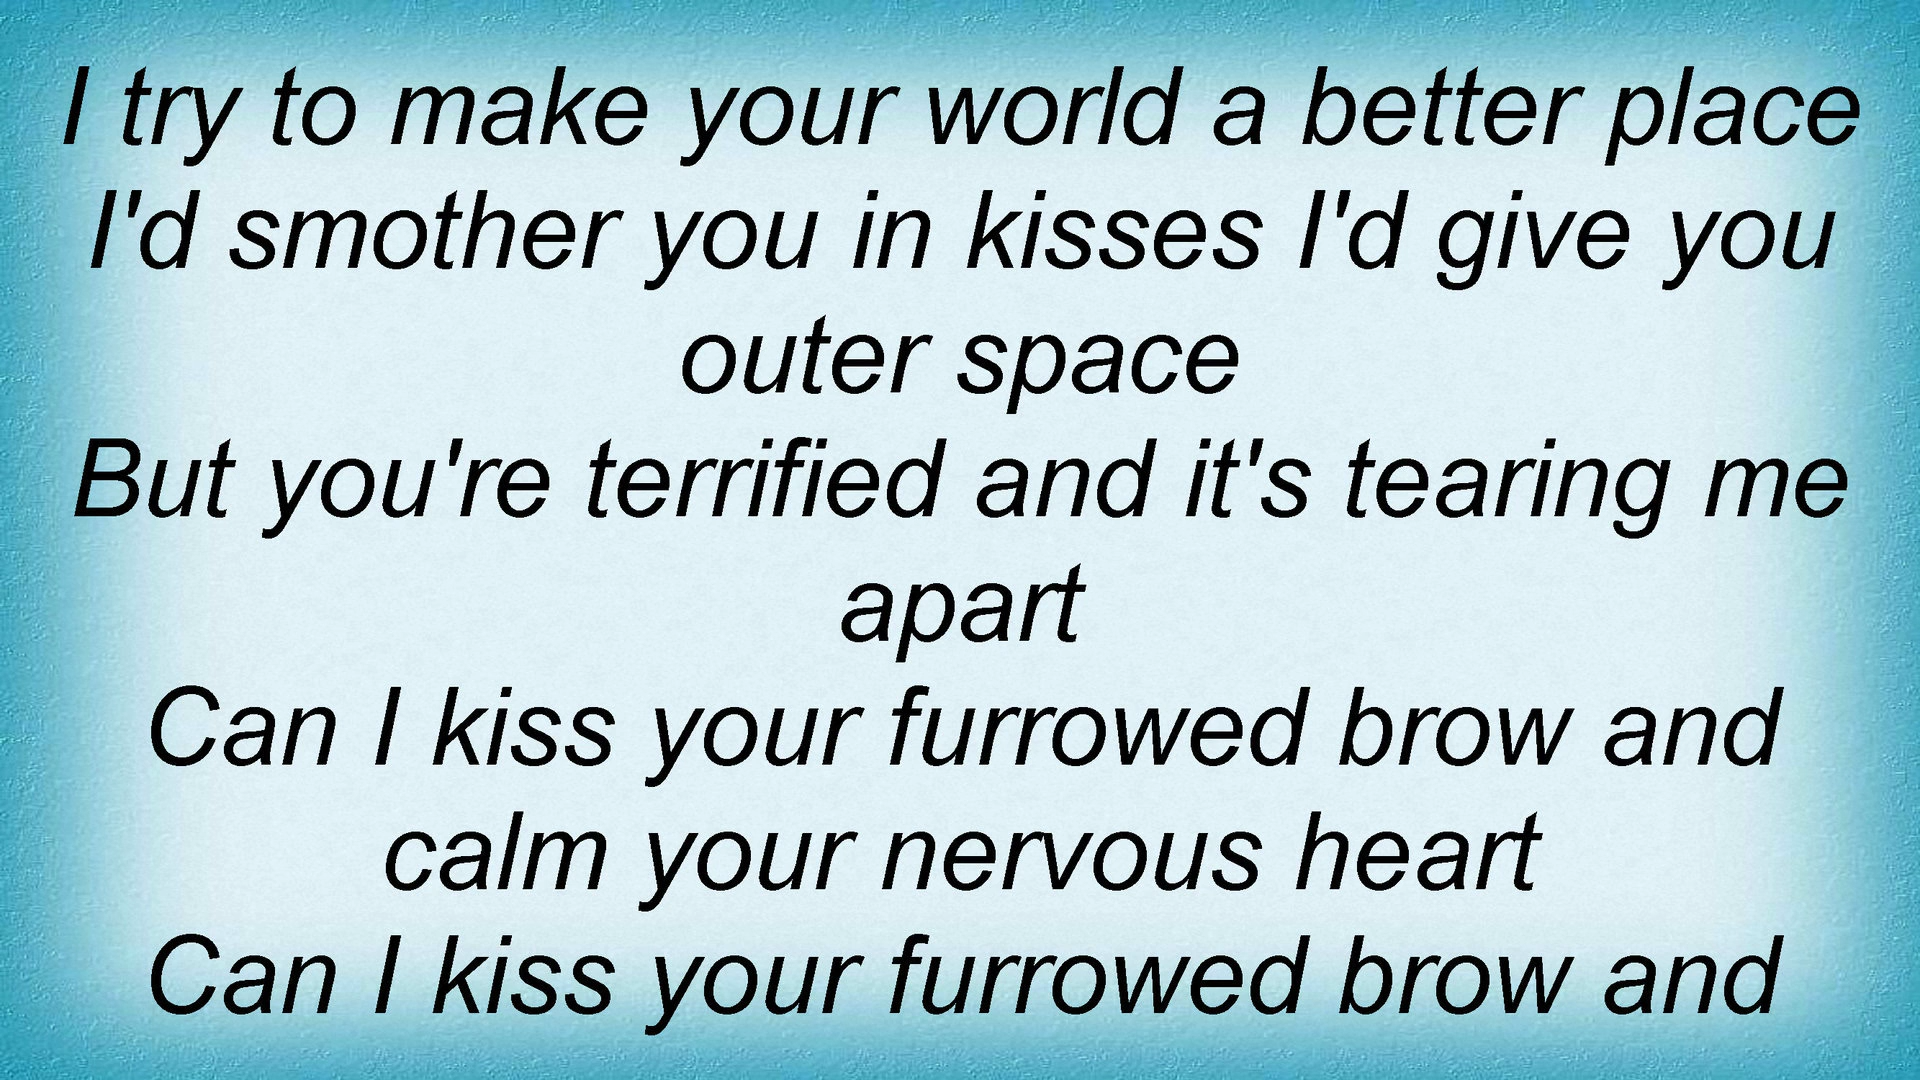 I try to make your world a better place
I'd smother you in kisses I'd give you
outer space
But you're terrified and it's tearing me
apart
Can I kiss your furrowed brow and
calm your nervous heart
Can I kiss your furrowed brow and